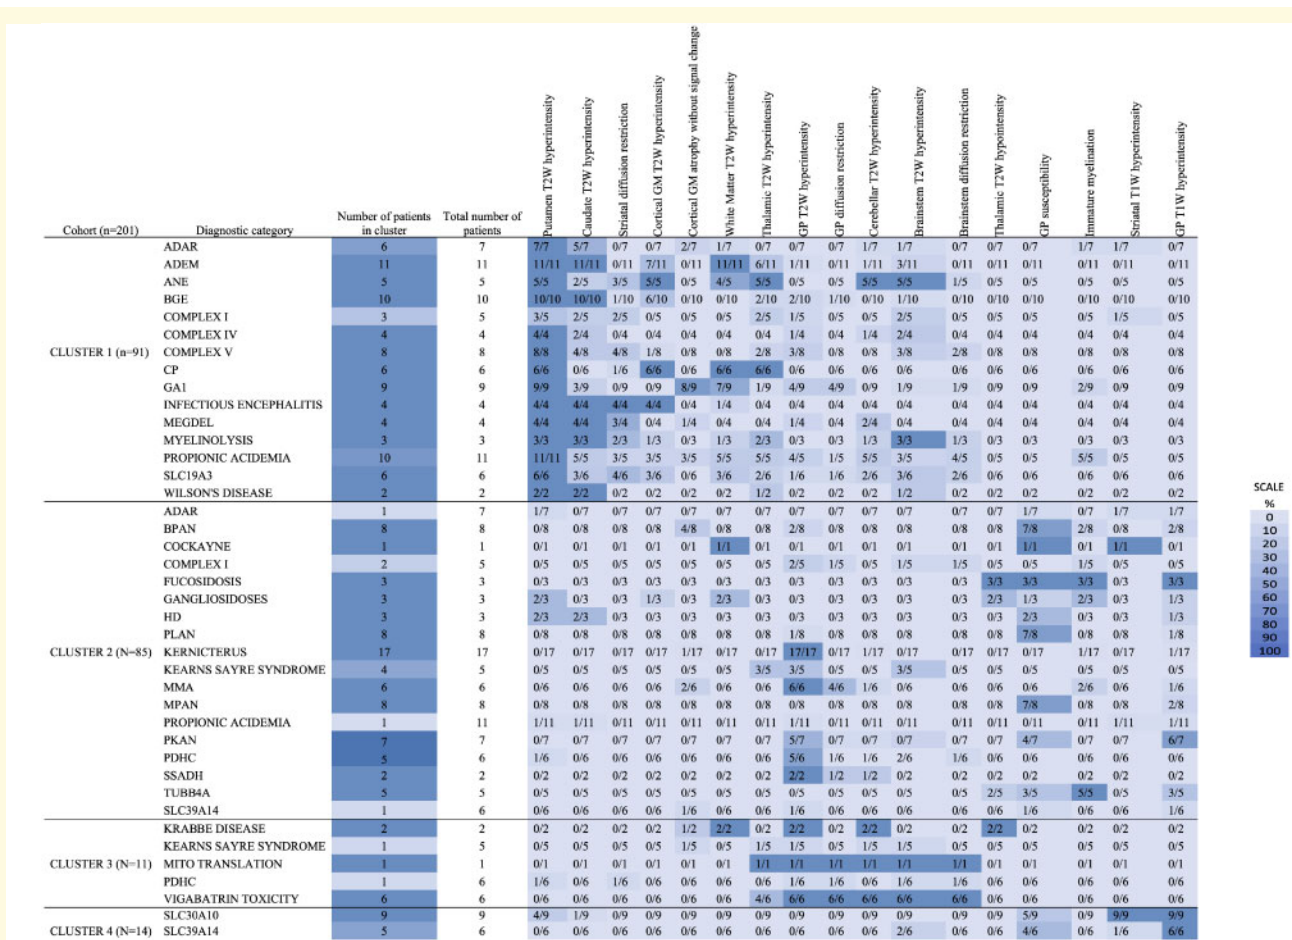 Cohort (n=201)
Diagnostic category
Number of patients in cluster
Total number of patients
Putamen T2W hyperintensity
Caudate T2W hyperintensity
Striatal diffusion restriction
Cortical GM T2W hyperintensity
Cortical GM atrophy without signal change
White Matter T2W hyperintensity
Thalamic T2W hyperintensity
GP T2W hyperintensity
GP diffusion restriction
Cerebellar T2W hyperintensity
Brainstem T2W hyperintensity
Brainstem diffusion restriction
Thalamic T2W hypointensity
GP susceptibility
Immature myelination
Striatal T1W hyperintensity
GP T1W hyperintensity
ADAR 6 7 7/7 5/7 0/7 0/7 2/7 1/7 0/7 0/7 0/7 1/7 1/7 0/7 0/7 0/7 1/7 1/7 0/7
ADEM 11 11 11/11 11/11 0/11 7/11 0/11 11/11 6/11 1/11 0/11 1/11 3/11 0/11 0/11 0/11 0/11 0/11 0/11
ANE 5 5 5/5 2/5 3/5 5/5 0/5 4/5 5/5 0/5 0/5 5/5 5/5 1/5 0/5 0/5 0/5 0/5 0/5
BGE 10 10 10/10 10/10 1/10 6/10 0/10 0/10 2/10 2/10 1/10 0/10 1/10 0/10 0/10 0/10 0/10 0/10 0/10
COMPLEX I 3 5 3/5 2/5 2/5 0/5 0/5 0/5 2/5 1/5 0/5 0/5 2/5 0/5 0/5 0/5 0/5 1/5 0/5
COMPLEX IV 4 4 4/4 2/4 0/4 0/4 0/4 0/4 0/4 1/4 0/4 1/4 2/4 0/4 0/4 0/4 0/4 0/4 0/4
CLUSTER 1 (n=91) COMPLEX V 8 8 8/8 4/8 4/8 1/8 0/8 0/8 2/8 3/8 0/8 0/8 3/8 2/8 0/8 0/8 0/8 0/8 0/8
CP 6 6 6/6 0/6 1/6 6/6 0/6 6/6 6/6 0/6 0/6 0/6 0/6 0/6 0/6 0/6 0/6 0/6 0/6
GA1 9 9 9/9 3/9 0/9 0/9 8/9 7/9 1/9 4/9 4/9 0/9 1/9 1/9 0/9 0/9 2/9 0/9 0/9
INFECTIOUS ENCEPHALITIS 4 4 4/4 4/4 4/4 4/4 0/4 1/4 0/4 0/4 0/4 0/4 0/4 0/4 0/4 0/4 0/4 0/4 0/4
MEGDEL 4 4 4/4 4/4 3/4 0/4 1/4 0/4 0/4 1/4 0/4 2/4 0/4 0/4 0/4 0/4 0/4 0/4 0/4
MYELINOLYSIS 3 3 3/3 3/3 2/3 1/3 0/3 1/3 2/3 0/3 0/3 1/3 3/3 1/3 0/3 0/3 0/3 0/3 0/3
PROPIONIC ACIDEMIA 10 11 11/11 5/5 3/5 3/5 3/5 5/5 5/5 4/5 1/5 5/5 3/5 4/5 0/5 0/5 5/5 0/5 0/5
SLC19A3 6 6 6/6 3/6 4/6 3/6 0/6 3/6 2/6 1/6 1/6 2/6 3/6 2/6 0/6 0/6 0/6 0/6 0/6
WILSON'S DISEASE 2 2 2/2 2/2 0/2 0/2 0/2 0/2 1/2 0/2 0/2 0/2 1/2 0/2 0/2 0/2 0/2 0/2 0/2
ADAR 1 7 1/7 0/7 0/7 0/7 0/7 0/7 0/7 0/7 0/7 0/7 0/7 0/7 0/7 1/7 0/7 1/7 1/7
BPAN 8 8 0/8 0/8 0/8 0/8 4/8 0/8 0/8 2/8 0/8 0/8 0/8 0/8 0/8 7/8 2/8 0/8 2/8
COCKAYNE 1 1 0/1 0/1 0/1 0/1 0/1 1/1 0/1 0/1 0/1 0/1 0/1 0/1 0/1 1/1 0/1 1/1 0/1
COMPLEX I 2 5 0/5 0/5 0/5 0/5 0/5 0/5 0/5 2/5 1/5 0/5 1/5 1/5 0/5 0/5 1/5 0/5 0/5
FUCOSIDOSIS 3 3 0/3 0/3 0/3 0/3 0/3 0/3 0/3 0/3 0/3 0/3 0/3 0/3 3/3 3/3 3/3 0/3 3/3
GANGLIOSIDOSES 3 3 2/3 0/3 0/3 1/3 0/3 2/3 0/3 0/3 0/3 0/3 0/3 0/3 2/3 1/3 2/3 0/3 1/3
HD 3 3 2/3 2/3 0/3 0/3 0/3 0/3 0/3 0/3 0/3 0/3 0/3 0/3 0/3 2/3 0/3 0/3 1/3
PLAN 8 8 0/8 0/8 0/8 0/8 0/8 0/8 0/8 1/8 0/8 0/8 0/8 0/8 0/8 7/8 0/8 0/8 1/8
CLUSTER 2 (N=85) KERNICTERUS 17 17 0/17 0/17 0/17 0/17 1/17 0/17 0/17 17/17 0/17 1/17 0/17 0/17 0/17 0/17 1/17 0/17 1/17
KEARNS SAYRE SYNDROME 4 5 0/5 0/5 0/5 0/5 0/5 0/5 3/5 3/5 0/5 0/5 3/5 0/5 0/5 0/5 0/5 0/5 0/5
MMA 6 6 0/6 0/6 0/6 0/6 2/6 0/6 0/6 6/6 4/6 1/6 0/6 0/6 0/6 0/6 2/6 0/6 1/6
MPAN 8 8 0/8 0/8 0/8 0/8 0/8 0/8 0/8 0/8 0/8 0/8 0/8 0/8 0/8 7/8 0/8 0/8 2/8
PROPIONIC ACIDEMIA 1 11 1/11 1/11 0/11 0/11 0/11 0/11 0/11 1/11 0/11 0/11 0/11 0/11 0/11 0/11 0/11 1/11 1/11
PKAN 7 7 0/7 0/7 0/7 0/7 0/7 0/7 0/7 5/7 0/7 0/7 0/7 0/7 0/7 4/7 0/7 0/7 6/7
PDHC 5 6 1/6 0/6 0/6 0/6 0/6 0/6 0/6 5/6 1/6 1/6 2/6 1/6 0/6 0/6 0/6 0/6 0/6
SSADH 2 2 0/2 0/2 0/2 0/2 0/2 0/2 0/2 2/2 1/2 1/2 0/2 0/2 0/2 0/2 0/2 0/2 0/2
TUBB4A 5 5 0/5 0/5 0/5 0/5 0/5 0/5 0/5 0/5 0/5 0/5 0/5 0/5 2/5 3/5 5/5 0/5 3/5
SLC39A14 1 6 0/6 0/6 0/6 0/6 1/6 0/6 0/6 1/6 0/6 0/6 0/6 0/6 0/6 1/6 0/6 0/6 1/6
KRABBE DISEASE 2 2 0/2 0/2 0/2 0/2 1/2 2/2 0/2 2/2 0/2 2/2 0/2 0/2 2/2 0/2 0/2 0/2 0/2
KEARNS SAYRE SYNDROME 1 5 0/5 0/5 0/5 0/5 1/5 0/5 1/5 1/5 0/5 1/5 1/5 0/5 0/5 0/5 0/5 0/5 0/5
CLUSTER 3 (N=11) MITO TRANSLATION 1 1 0/1 0/1 0/1 0/1 0/1 0/1 1/1 1/1 1/1 1/1 1/1 1/1 0/1 0/1 0/1 0/1 0/1
PDHC 1 6 1/6 0/6 1/6 0/6 0/6 0/6 0/6 1/6 1/6 0/6 1/6 1/6 0/6 0/6 0/6 0/6 0/6
VIGABATRIN TOXICITY 6 6 0/6 0/6 0/6 0/6 0/6 0/6 4/6 6/6 6/6 6/6 6/6 6/6 0/6 0/6 0/6 0/6 0/6
SLC30A10 9 9 4/9 1/9 0/9 0/9 0/9 0/9 0/9 0/9 0/9 0/9 0/9 0/9 0/9 5/9 0/9 9/9 9/9
CLUSTER 4 (N=14) SLC39A14 5 6 0/6 0/6 0/6 0/6 0/6 0/6 0/6 0/6 0/6 0/6 2/6 0/6 0/6 4/6 0/6 1/6 6/6
SCALE
%
0
10
20
30
40
50
60
70
80
90
100